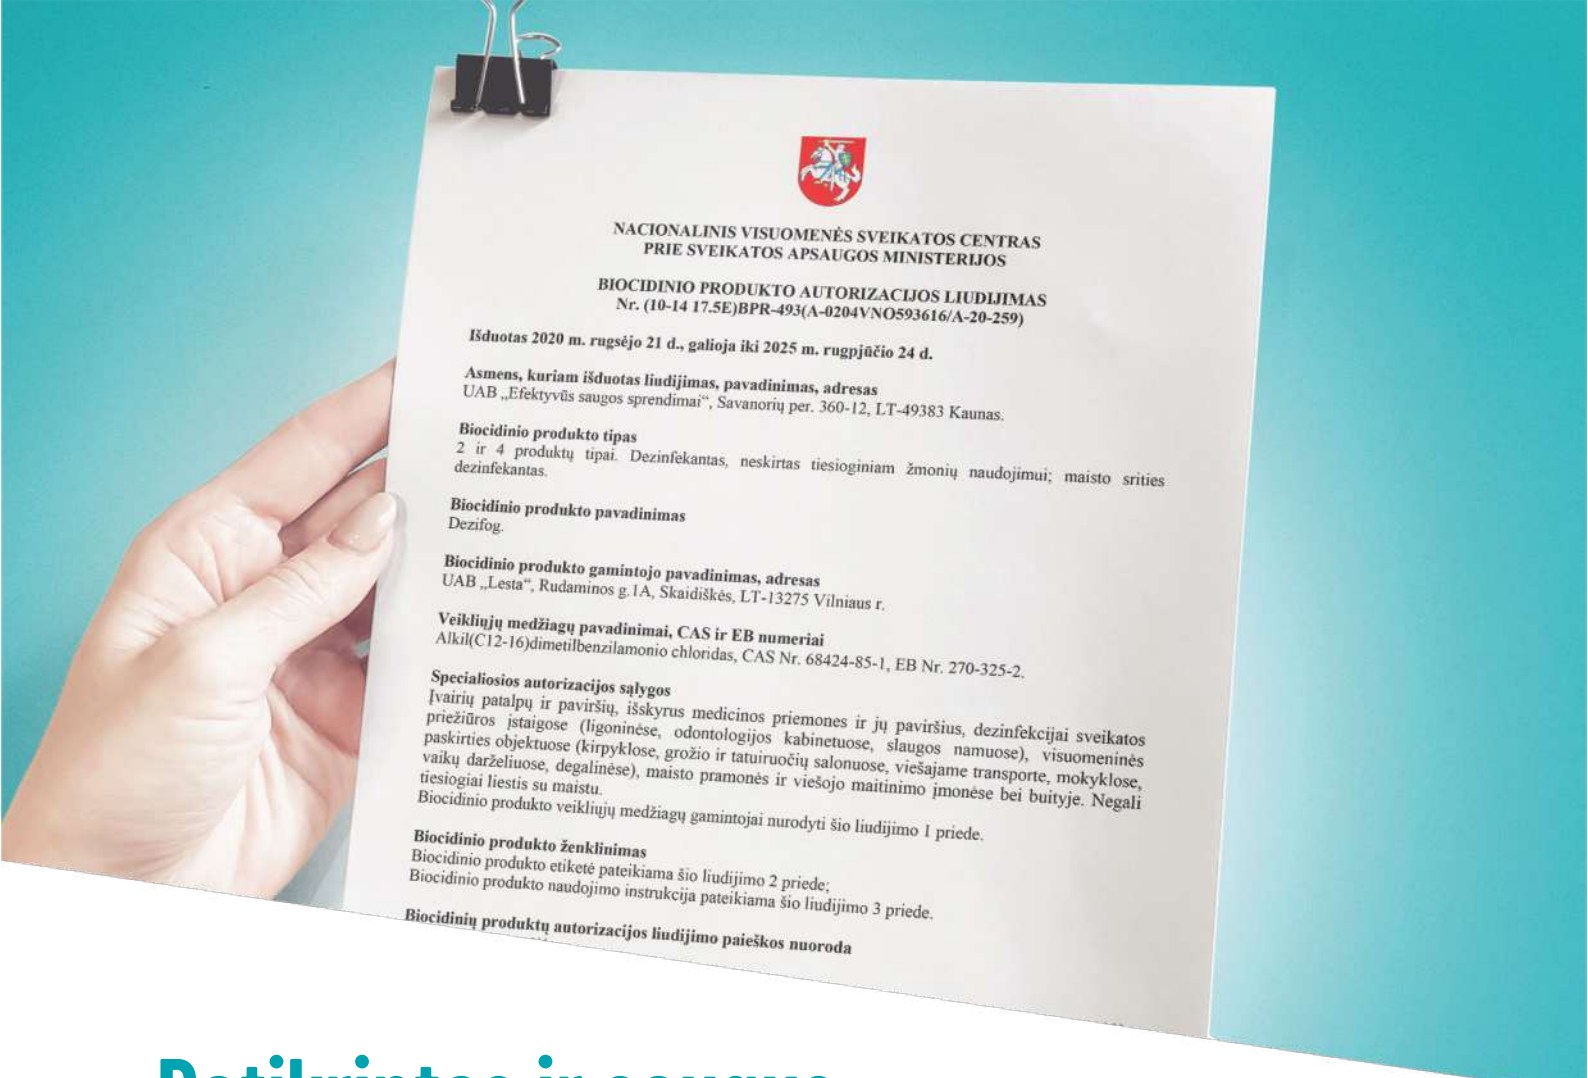 NACIONALINIS VISUOMENĖS SVEIKATOS CENTRAS
PRIE SVEIKATOS APSAUGOS MINISTERIJOS
BIOCIDINIO PRODUKTO AUTORIZACIJOS LIUDIJIMAS
Nr. (10-14 17.5E)BPR-493(A-0204VNO593616/A-20-259)
Išduotas 2020 m. rugsėjo 21 d., galioja iki 2025 m. rugpjūčio 24 d.
Asmens, kuriam išduotas liudijimas, pavadinimas, adresas
UAB „Efektyvūs saugos sprendimai“, Savanorių per. 360-12, LT-49383 Kaunas.
Biocidinio produkto tipas
2 ir 4 produktų tipai. Dezinfekantas, neskirtas tiesioginiam žmonių naudojimui; maisto srities
dezinfekantas.
Biocidinio produkto pavadinimas
Dezifog.
Biocidinio produkto gamintojo pavadinimas, adresas
UAB „Lesta“, Rudaminos g.1A, Skaidiškės, LT-13275 Vilniaus r.
Veikliųjų medžiagų pavadinimai, CAS ir EB numeriai
Alkil(C12-16)dimetilbenzilamonio chloridas, CAS Nr. 68424-85-1, EB Nr. 270-325-2.
Specialiosios autorizacijos sąlygos
Įvairių patalpų ir paviršių, išskyrus medicinos priemones ir jų paviršius, dezinfekcijai sveikatos
priežiūros įstaigose (ligoninėse, odontologijos kabinetuose, slaugos namuose), visuomeninės
paskirties objektuose (kirpyklose, grožio ir tatuiruočių salonuose, viešajame transporte, mokyklose,
vaikų darželiuose, degalinėse), maisto pramonės ir viešojo maitinimo įmonėse bei buityje. Negali
tiesiogiai liestis su maistu.
Biocidinio produkto veikliųjų medžiagų gamintojai nurodyti šio liudijimo 1 priede.
Biocidinio produkto ženklinimas
Biocidinio produkto etiketė pateikiama šio liudijimo 2 priede;
Biocidinio produkto naudojimo instrukcija pateikiama šio liudijimo 3 priede.
Biocidinių produktų autorizacijos liudijimo paieškos nuoroda